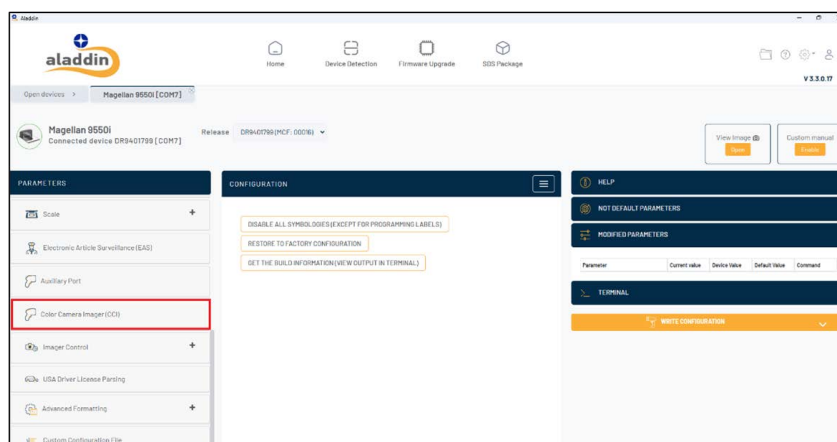 Aladdin
aladdin
Home
Device Detection
Firmware Upgrade
SDS Package
V 3.3.0.17
Open devices >
Magellan 9550i [COM7]
Magellan 9550i
Connected device DR9401799 [COM7]
Release
DR9401799 (MCF: 00016)
View Image
Open
Custom manual
Enable
PARAMETERS
Scale
Electronic Article Surveillance (EAS)
Auxiliary Port
Color Camera Imager (CCI)
Imager Control
USA Driver License Parsing
Advanced Formatting
Custom Configuration File
CONFIGURATION
DISABLE ALL SYMBOLOGIES (EXCEPT FOR PROGRAMMING LABELS)
RESTORE TO FACTORY CONFIGURATION
GET THE BUILD INFORMATION (VIEW OUTPUT IN TERMINAL)
HELP
NOT DEFAULT PARAMETERS
MODIFIED PARAMETERS
Parameter Current value Device Value Default Value Command
TERMINAL
WRITE CONFIGURATION